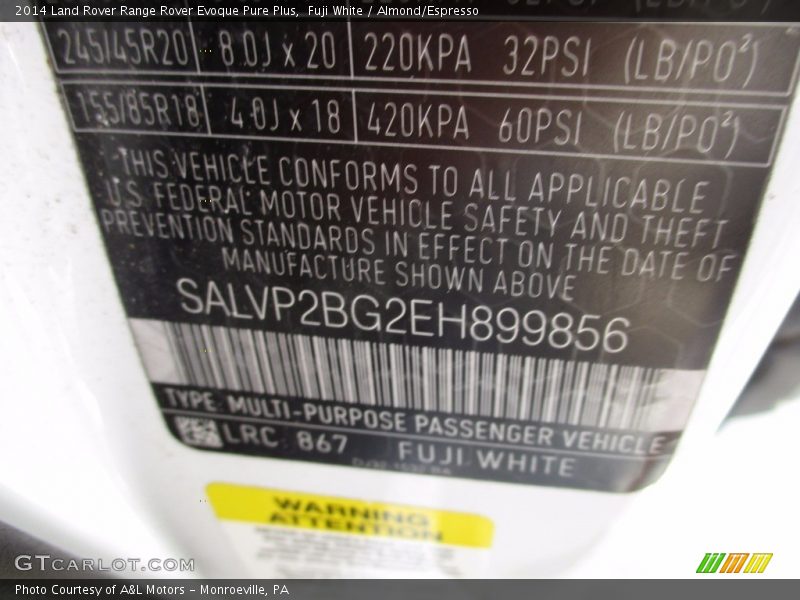 2014 Land Rover Range Rover Evoque Pure Plus,  Fuji White / Almond/Espresso
245/45R20 8.0J x 20 220KPA 32PSI (LB/PO²)
155/85R18 4.0J x 18 420KPA 60PSI (LB/PO²)
THIS VEHICLE CONFORMS TO ALL APPLICABLE
U.S. FEDERAL MOTOR VEHICLE SAFETY AND THEFT
PREVENTION STANDARDS IN EFFECT ON THE DATE OF
MANUFACTURE SHOWN ABOVE
SALVP2BG2EH899856
TYPE: MULTI-PURPOSE PASSENGER VEHICLE
LRC 867 FUJI WHITE
WARNING
ATTENTION
GTCARLOT.COM
Photo Courtesy of A&L Motors – Monroeville, PA